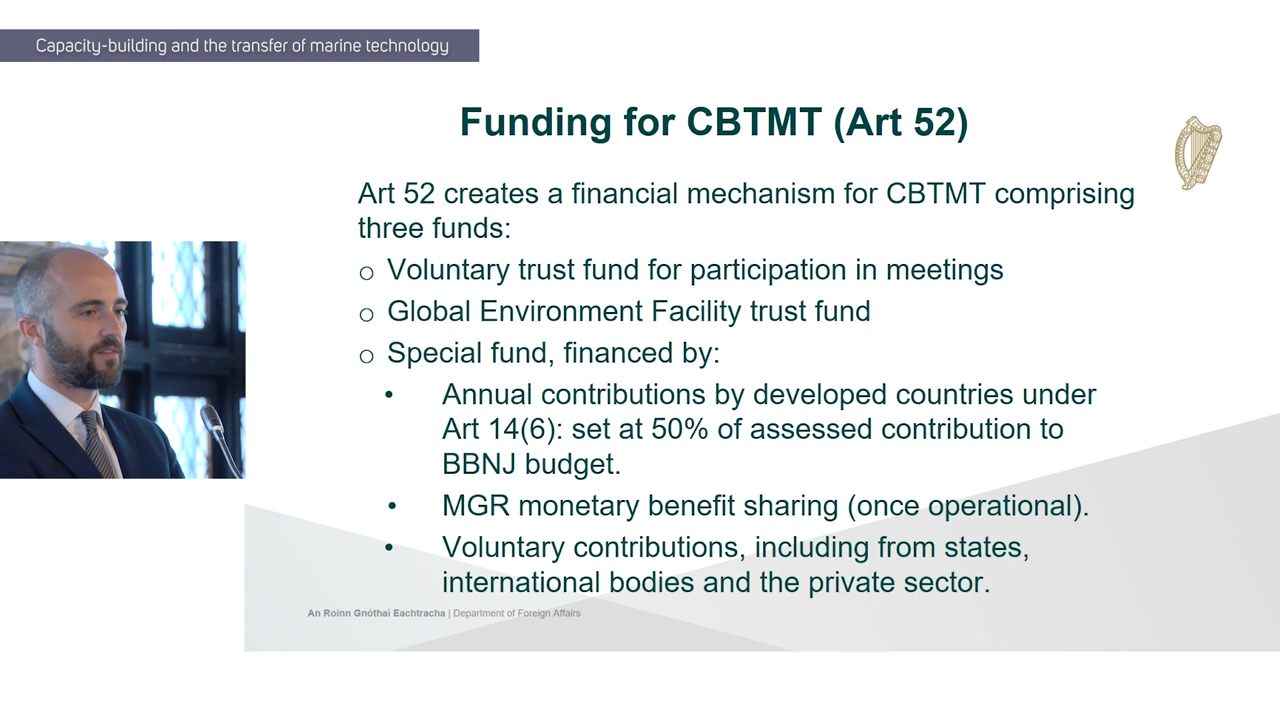 Capacity-building and the transfer of marine technology
Funding for CBTMT (Art 52)
Art 52 creates a financial mechanism for CBTMT comprising
three funds:
o Voluntary trust fund for participation in meetings
o Global Environment Facility trust fund
o Special fund, financed by:
• Annual contributions by developed countries under
Art 14(6): set at 50% of assessed contribution to
BBNJ budget.
• MGR monetary benefit sharing (once operational).
• Voluntary contributions, including from states,
international bodies and the private sector.
An Roinn Gnóthaí Eachtracha | Department of Foreign Affairs